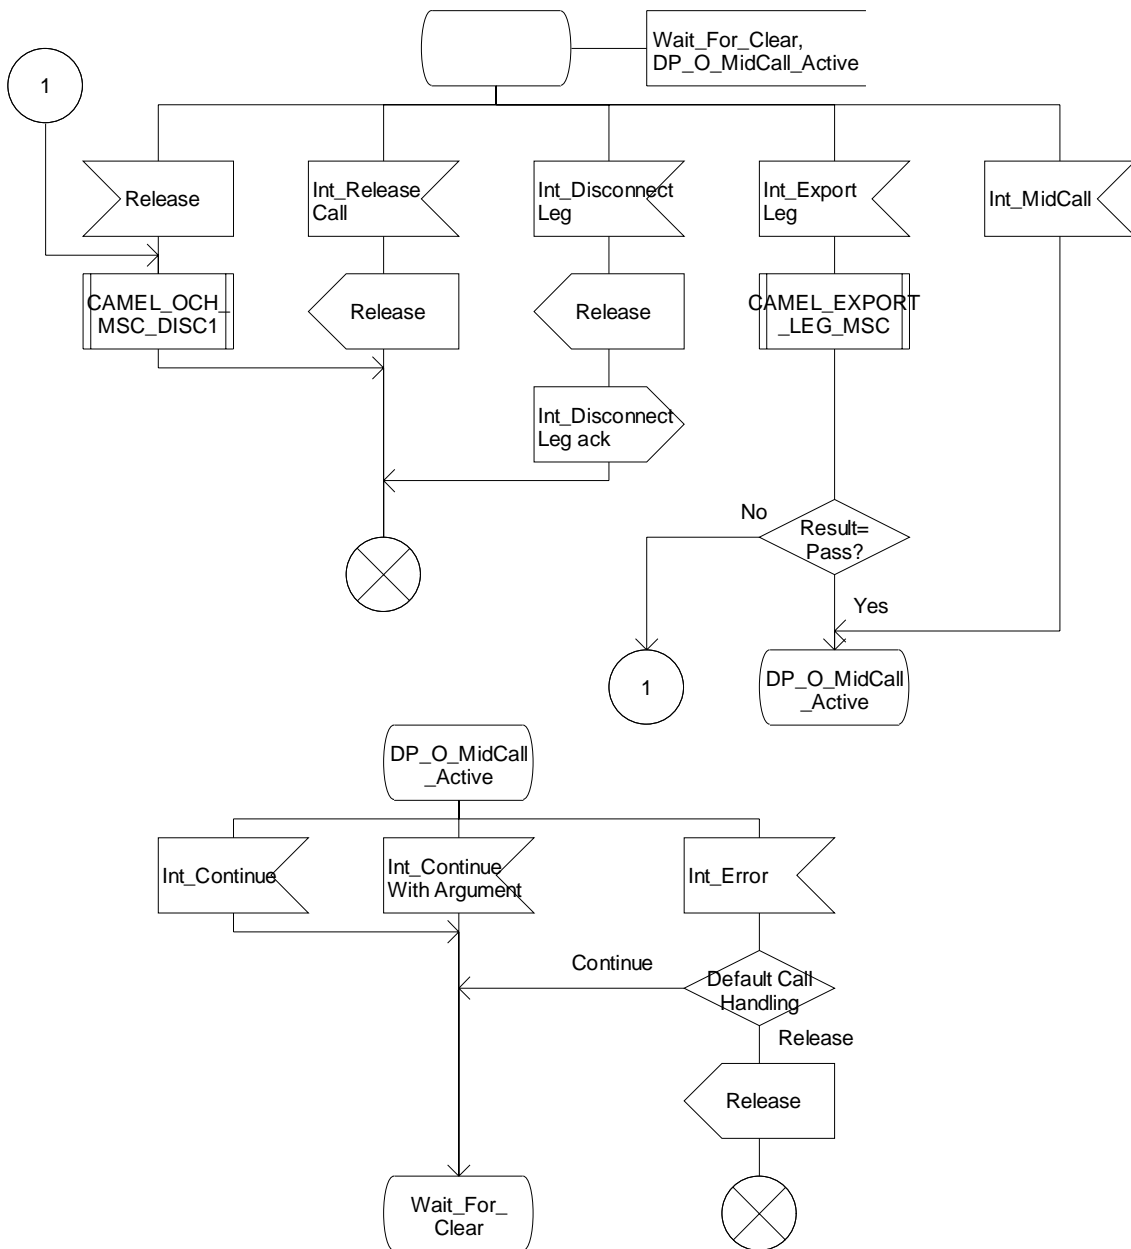 Wait_For_Clear,
DP_O_MidCall_Active
1
Release
Int_Release
Call
Int_Disconnect
Leg
Int_Export
Leg
Int_MidCall
CAMEL_OCH_
MSC_DISC1
Release
Release
CAMEL_EXPORT
_LEG_MSC
Int_Disconnect
Leg ack
No
Result=
Pass?
Yes
1
DP_O_MidCall
_Active
DP_O_MidCall
_Active
Int_Continue
Int_Continue
With Argument
Int_Error
Continue
Default Call
Handling
Release
Release
Wait_For_
Clear